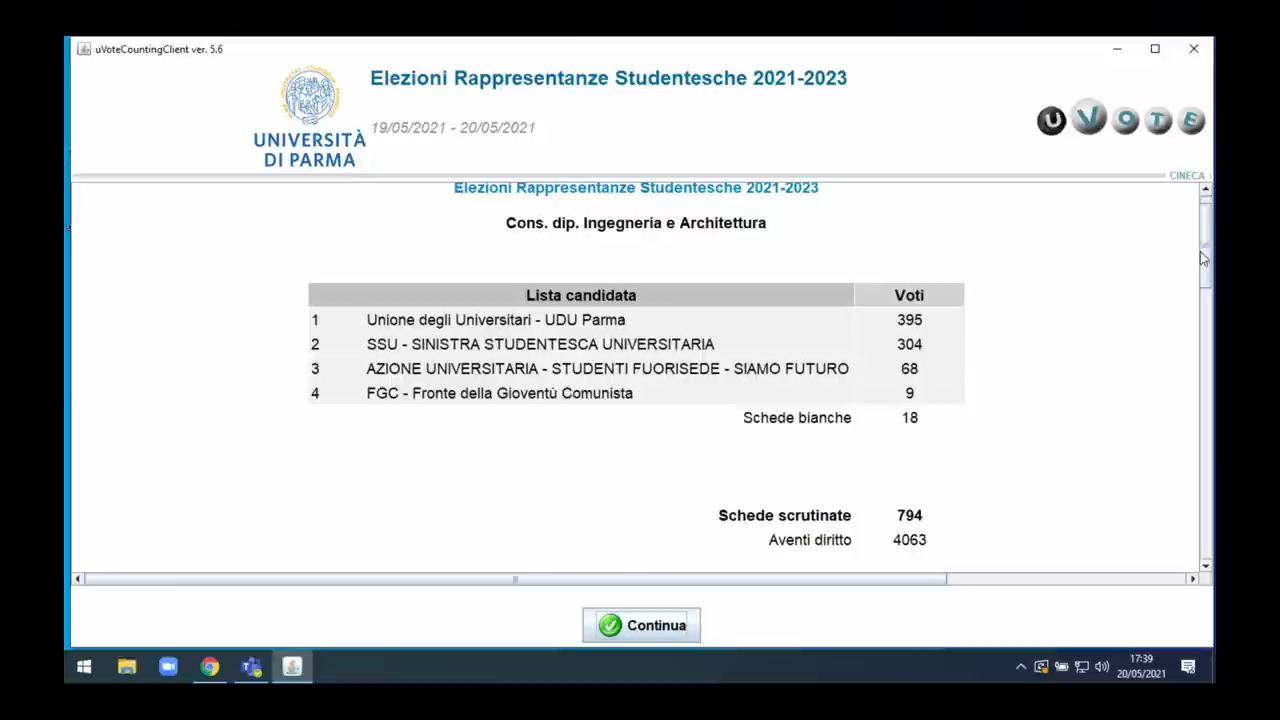 uVoteCountingClient ver. 5.6
Elezioni Rappresentanze Studentesche 2021-2023
19/05/2021 - 20/05/2021
UNIVERSITÀ
DI PARMA
U V O T E
CINECA
Elezioni Rappresentanze Studentesche 2021-2023
Cons. dip. Ingegneria e Architettura
Lista candidata Voti
1 Unione degli Universitari - UDU Parma 395
2 SSU - SINISTRA STUDENTESCA UNIVERSITARIA 304
3 AZIONE UNIVERSITARIA - STUDENTI FUORISEDE - SIAMO FUTURO 68
4 FGC - Fronte della Gioventù Comunista 9
Schede bianche 18
Schede scrutinate 794
Aventi diritto 4063
Continua
17:39
20/05/2021